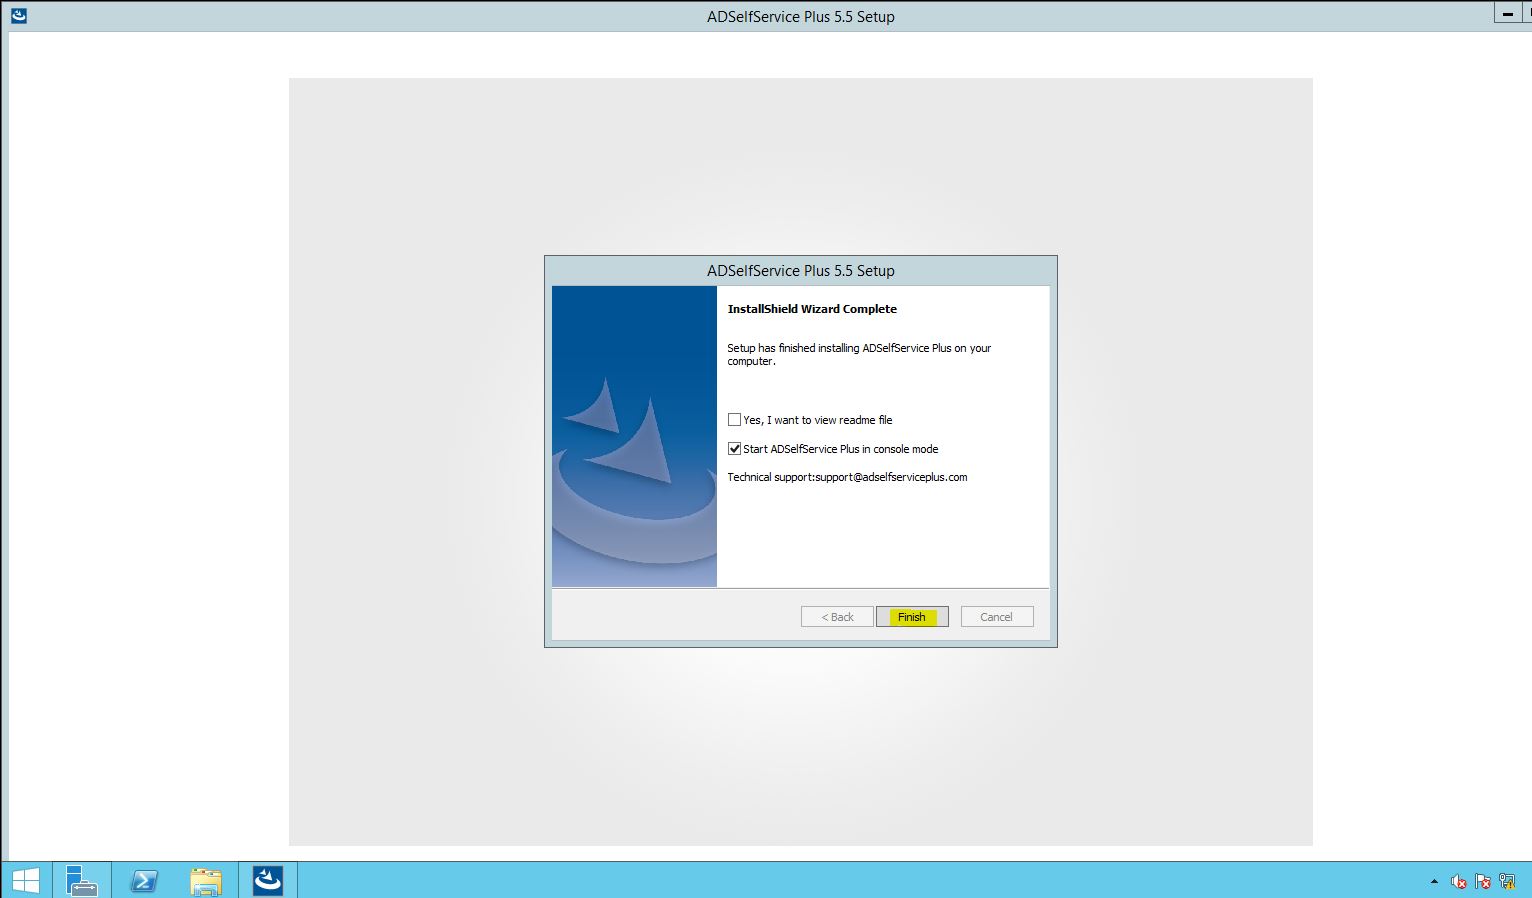 ADSelfService Plus 5.5 Setup
ADSelfService Plus 5.5 Setup
InstallShield Wizard Complete
Setup has finished installing ADSelfService Plus on your
computer.
Yes, I want to view readme file
Start ADSelfService Plus in console mode
Technical support:support@adselfserviceplus.com
< Back
Finish
Cancel